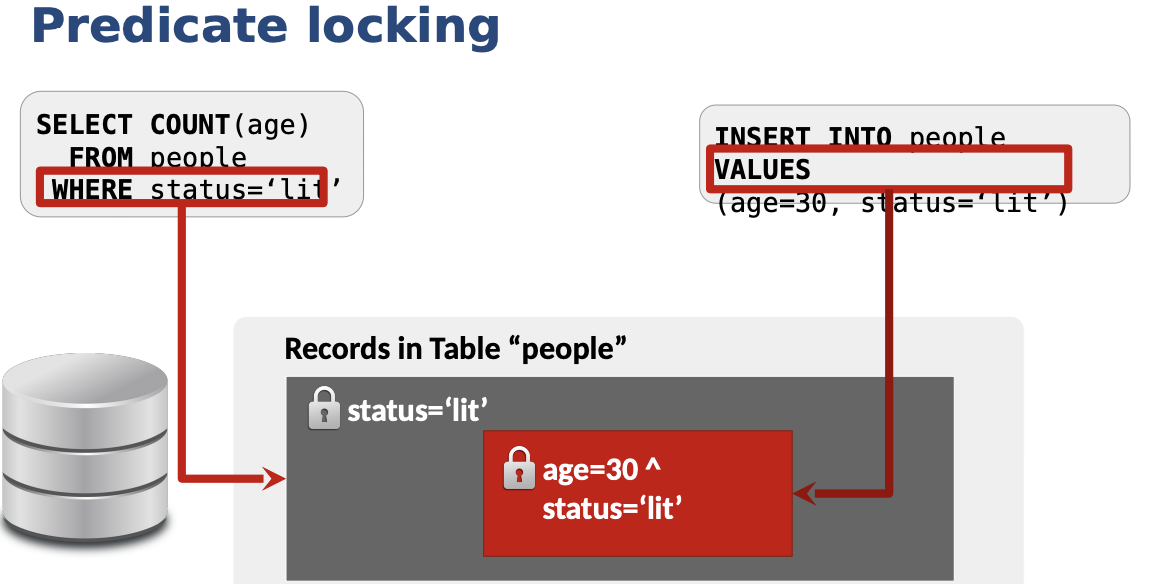 Predicate locking
SELECT COUNT(age)
FROM people
WHERE status=‘lit’
INSERT INTO people
VALUES
(age=30, status=‘lit’)
Records in Table “people”
status=‘lit’
age=30 ^
status=‘lit’